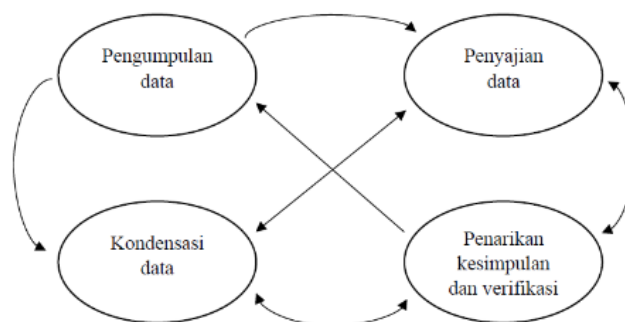 Pengumpulan
data
Penyajian
data
Kondensasi
data
Penarikan
kesimpulan
dan verifikasi